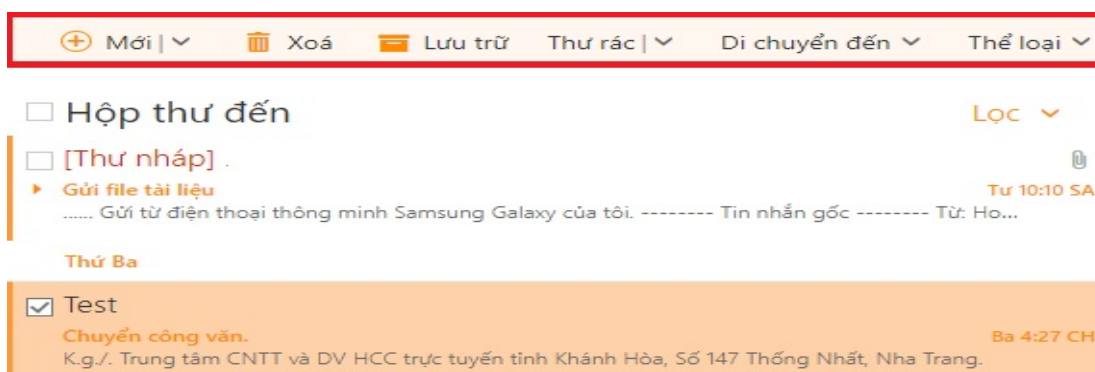 Mới | Xoá Lưu trữ Thư rác | Di chuyển đến Thể loại
Hộp thư đến Lọc
[Thư nháp] .
Gửi file tài liệu Tư 10:10 SA
...... Gửi từ điện thoại thông minh Samsung Galaxy của tôi. -------- Tin nhắn gốc -------- Từ: Ho...
Thứ Ba
Test
Chuyển công văn. Ba 4:27 CH
K.g./. Trung tâm CNTT và DV HCC trực tuyến tỉnh Khánh Hòa, Số 147 Thống Nhất, Nha Trang.